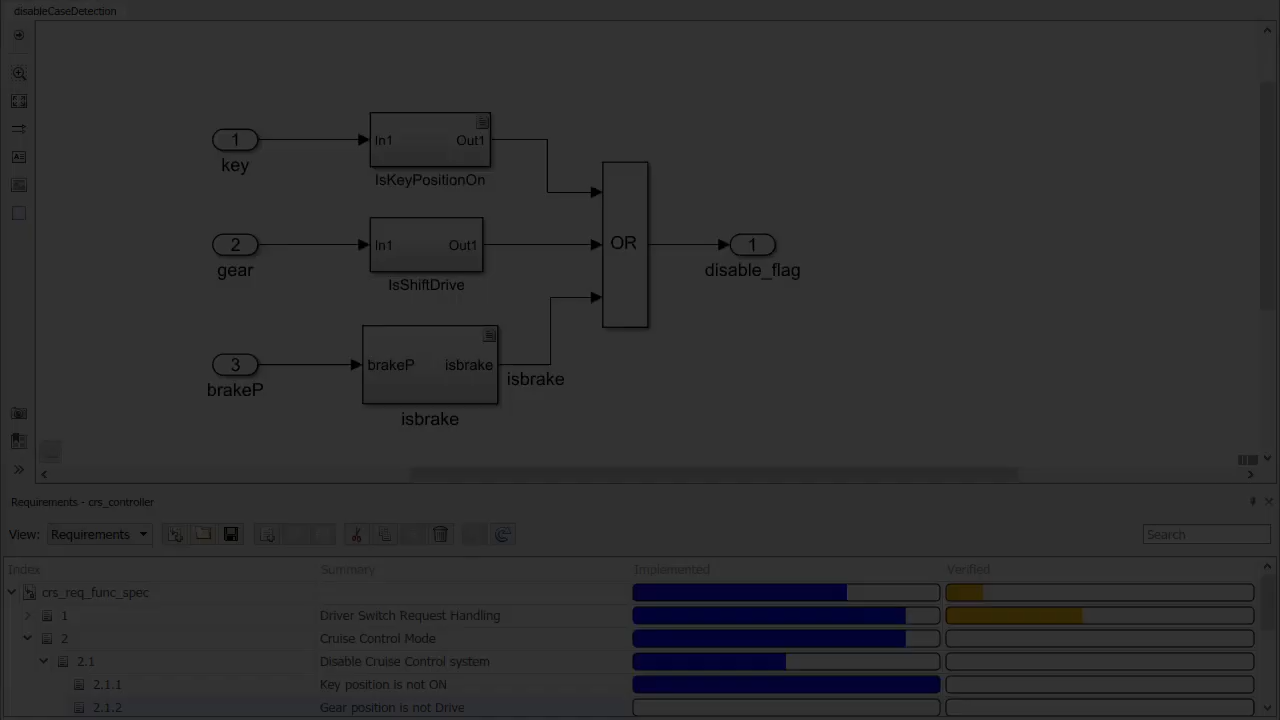 disableCaseDetection
1
In1
Out1
key
IsKeyPositionOn
2
In1
Out1
OR
1
gear
IsShiftDrive
disable_flag
3
brakeP
isbrake
isbrake
brakeP
isbrake
Requirements - crs_controller
View: Requirements
Search
Index Summary Implemented Verified
crs_req_func_spec
1 Driver Switch Request Handling
2 Cruise Control Mode
2.1 Disable Cruise Control system
2.1.1 Key position is not ON
2.1.2 Gear position is not Drive